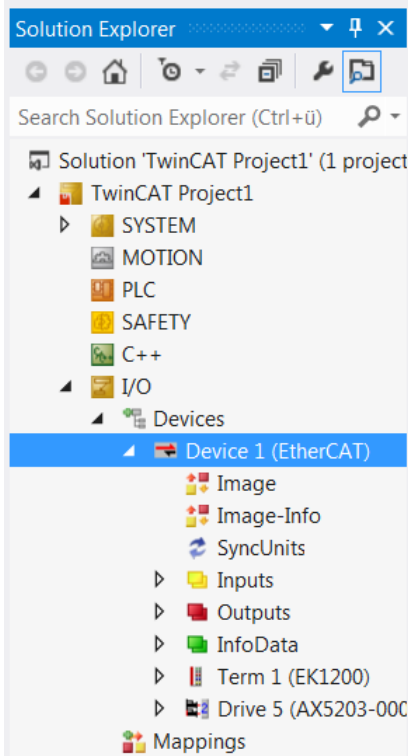 Solution Explorer
Search Solution Explorer (Ctrl+ü)
Solution 'TwinCAT Project1' (1 project
TwinCAT Project1
SYSTEM
MOTION
PLC
SAFETY
C++
I/O
Devices
Device 1 (EtherCAT)
Image
Image-Info
SyncUnits
Inputs
Outputs
InfoData
Term 1 (EK1200)
Drive 5 (AX5203-000
Mappings